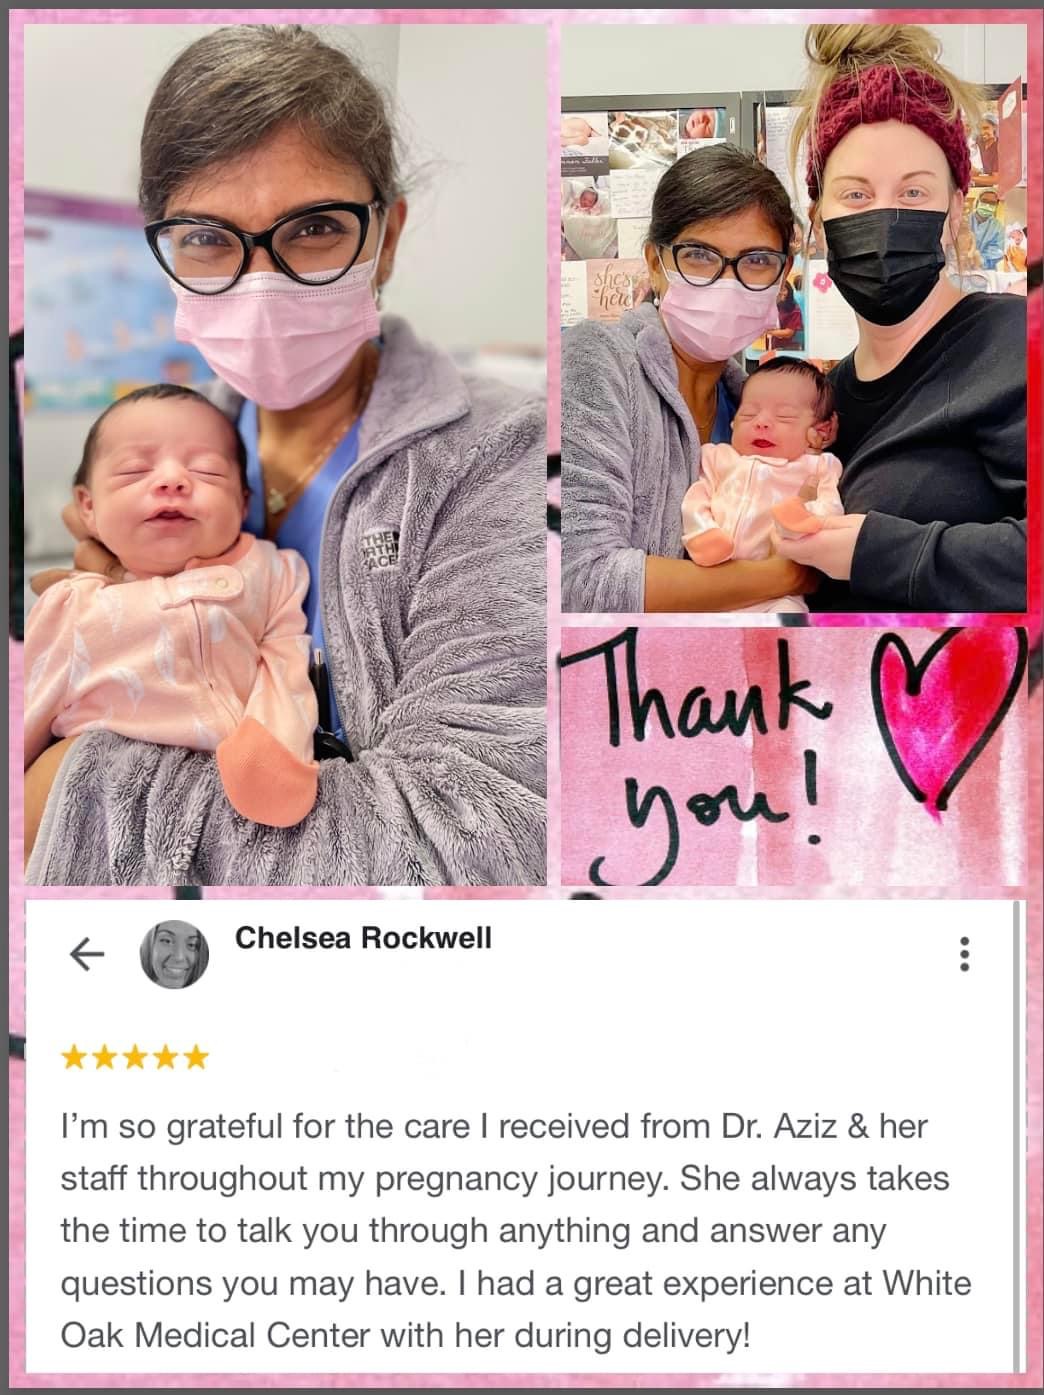 she's
here
THE
Thank
you!
Chelsea Rockwell
I'm so grateful for the care I received from Dr. Aziz & her
staff throughout my pregnancy journey. She always takes
the time to talk you through anything and answer any
questions you may have. I had a great experience at White
Oak Medical Center with her during delivery!